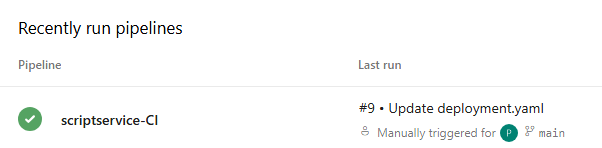 Recently run pipelines
Pipeline
Last run
scriptservice-CI
#9 • Update deployment.yaml
Manually triggered for P main